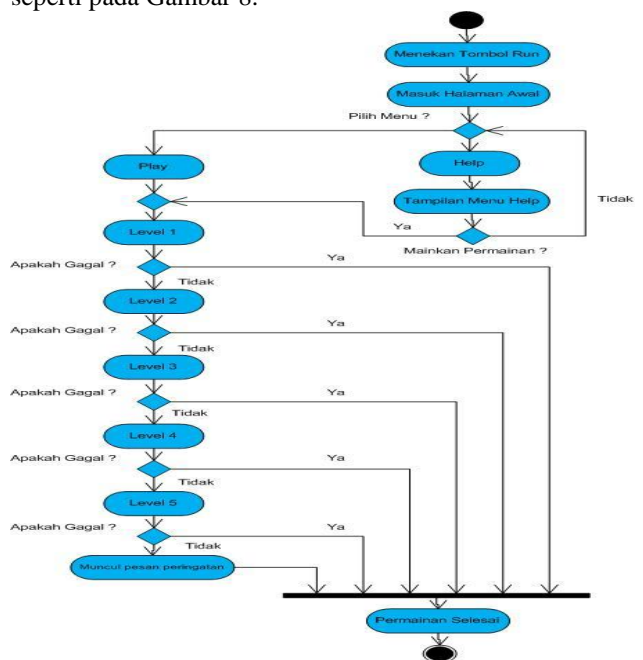 seperti pada Gambar 8.
Menekan Tombol Run
Masuk Halaman Awal
Pilih Menu ?
Play
Help
Tampilan Menu Help
Tidak
Ya
Mainkan Permainan ?
Level 1
Apakah Gagal ?
Ya
Tidak
Level 2
Apakah Gagal ?
Ya
Tidak
Level 3
Apakah Gagal ?
Ya
Tidak
Level 4
Apakah Gagal ?
Ya
Tidak
Level 5
Apakah Gagal ?
Ya
Tidak
Muncul pesan peringatan
Permainan Selesai